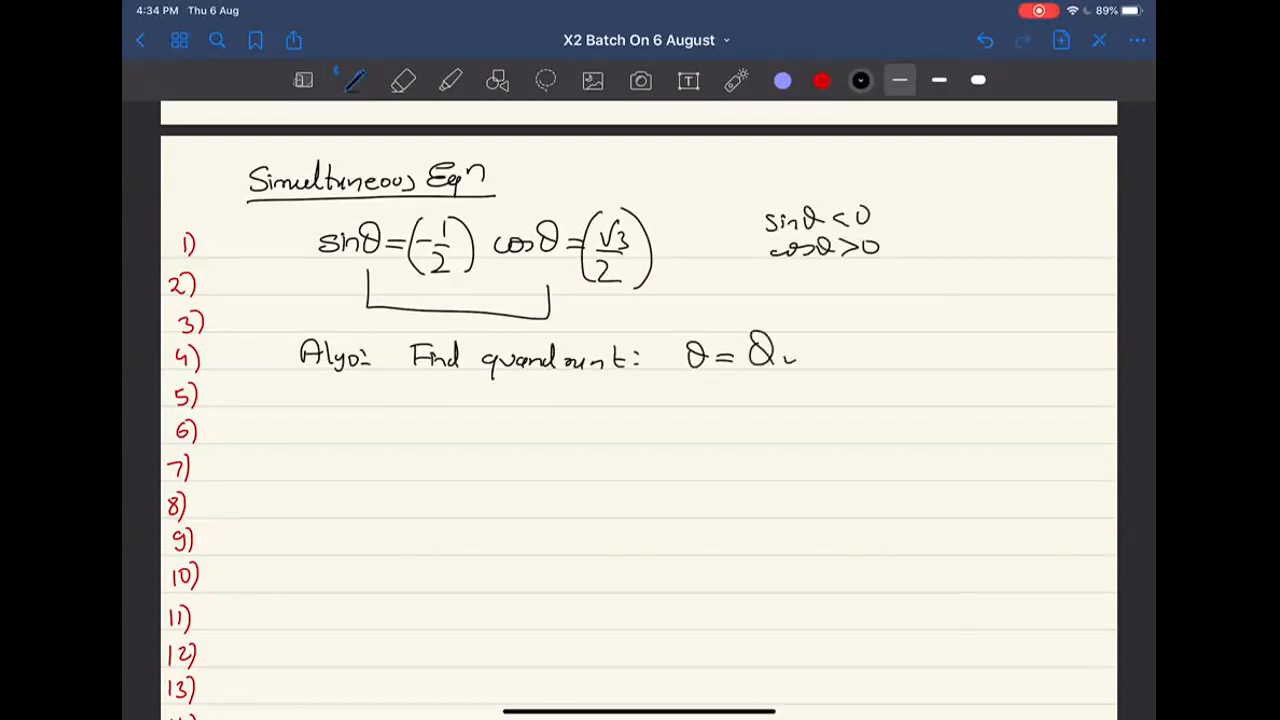 4:34 PM Thu 6 Aug
89%
X2 Batch On 6 August
T
Simultaneous Eqn
sinθ < 0
cosθ > 0
1) sinθ = (-1/2) cosθ = (√3/2)
2)
3)
4) Algo: Find quandrant: θ = Q
5)
6)
7)
8)
9)
10)
11)
12)
13)